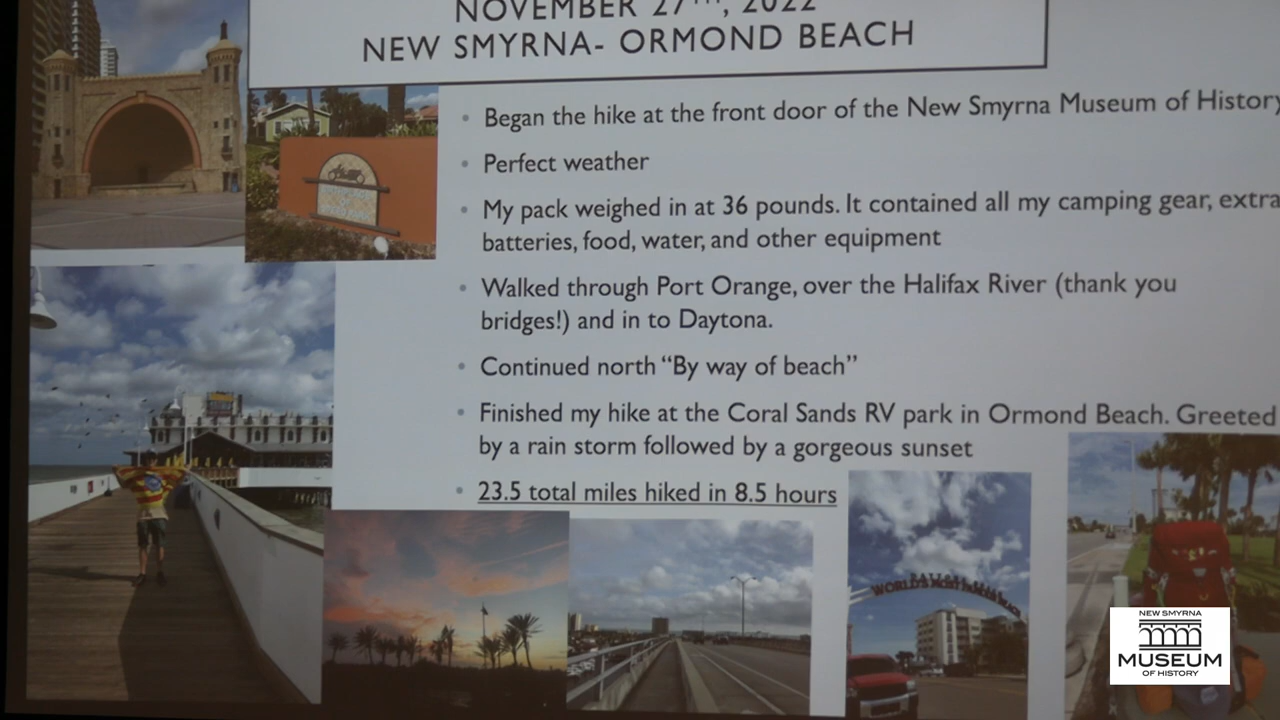 NOVEMBER 27TH, 2022
NEW SMYRNA- ORMOND BEACH
• Began the hike at the front door of the New Smyrna Museum of History
• Perfect weather
• My pack weighed in at 36 pounds. It contained all my camping gear, extra
batteries, food, water, and other equipment
• Walked through Port Orange, over the Halifax River (thank you
bridges!) and in to Daytona.
• Continued north “By way of beach”
• Finished my hike at the Coral Sands RV park in Ormond Beach. Greeted
by a rain storm followed by a gorgeous sunset
• 23.5 total miles hiked in 8.5 hours
WORLD'S MOST FAMOUS BEACH
NEW SMYRNA
MUSEUM
OF HISTORY